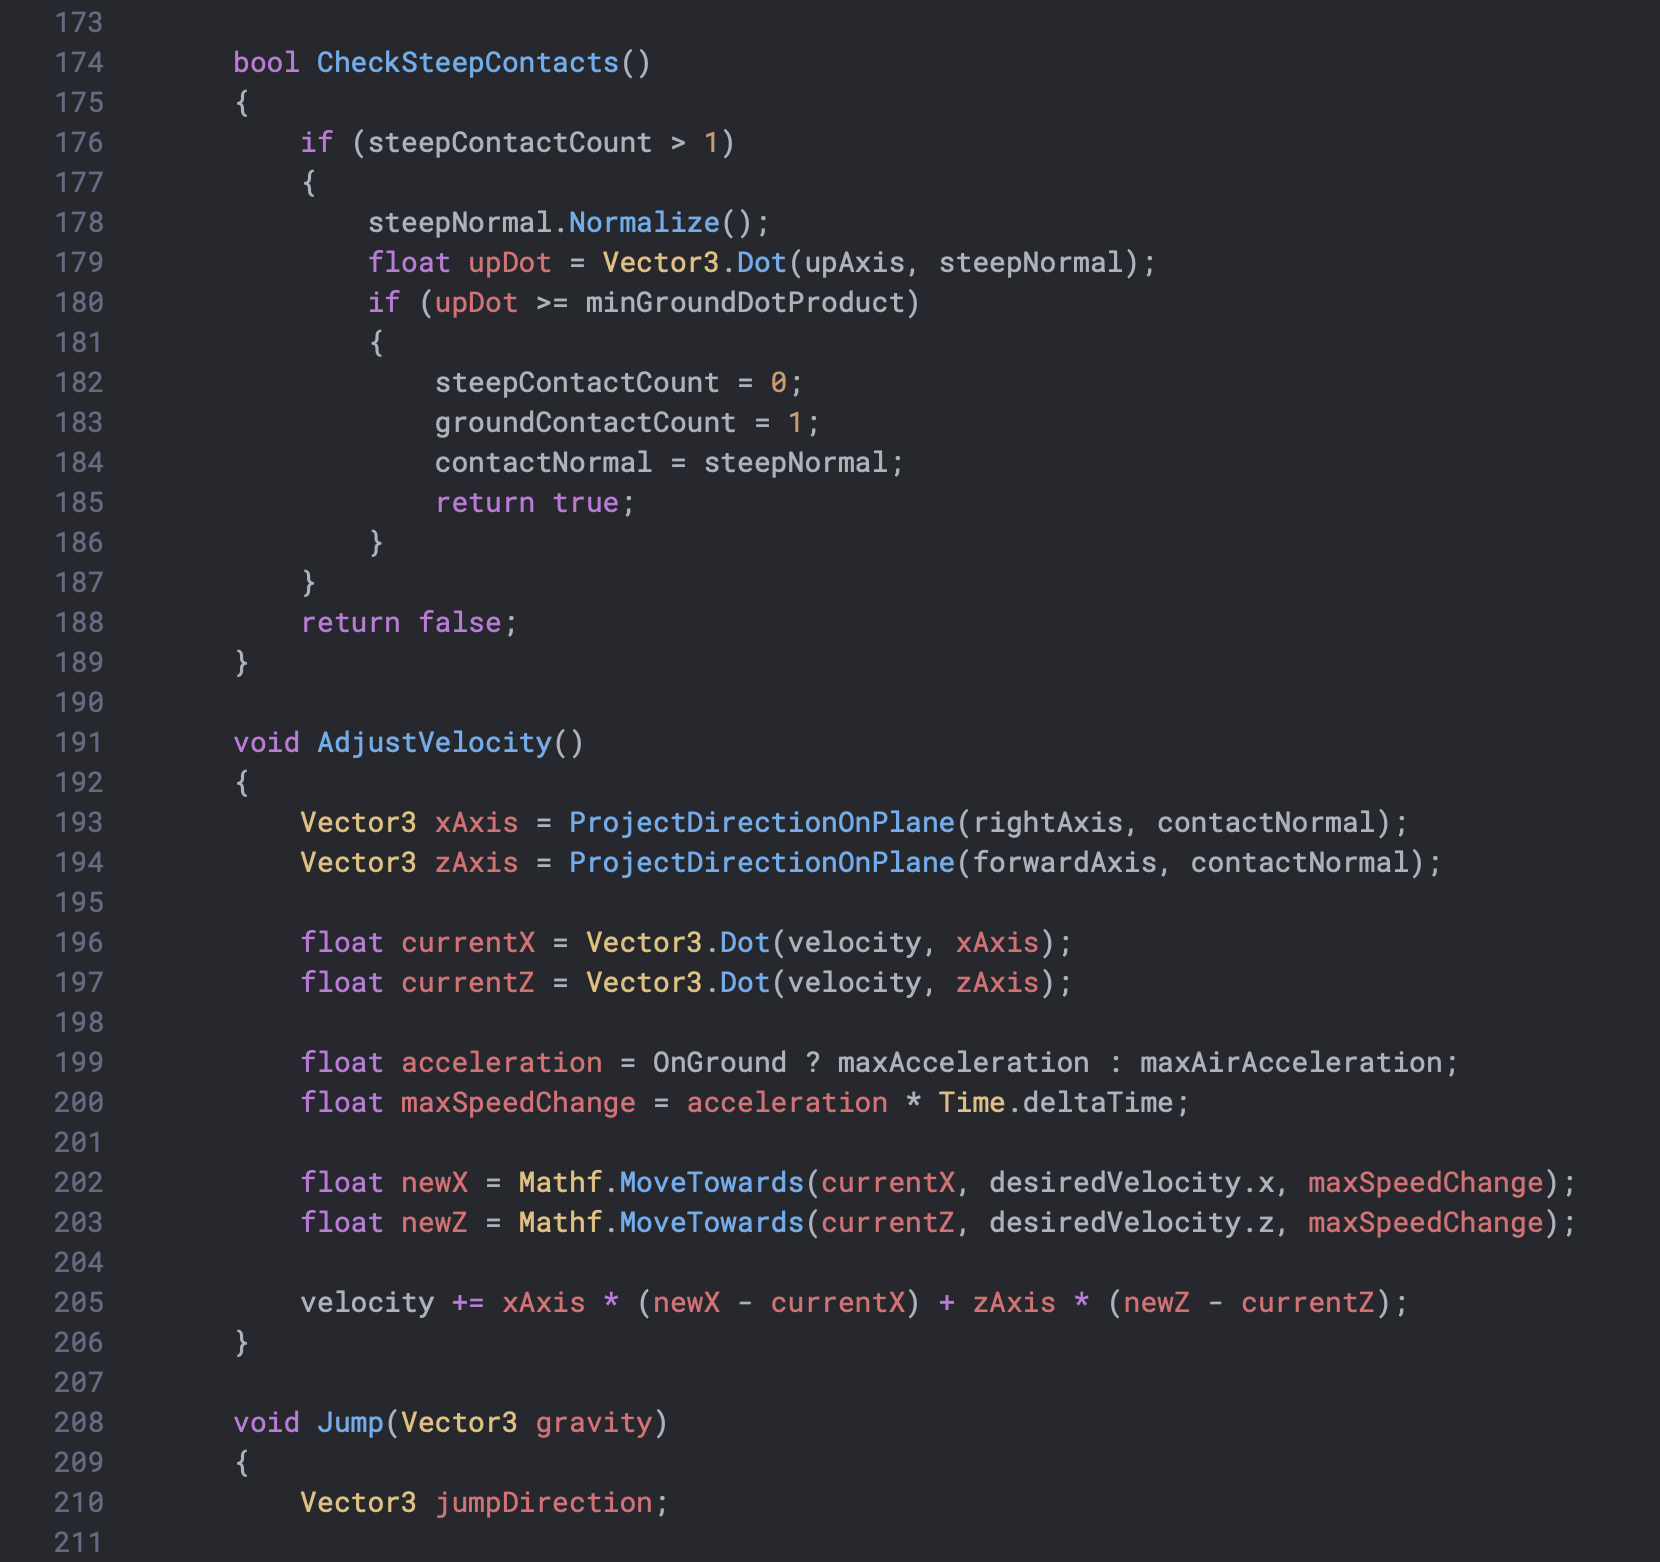 173
174 bool CheckSteepContacts()
175 {
176 if (steepContactCount > 1)
177 {
178 steepNormal.Normalize();
179 float upDot = Vector3.Dot(upAxis, steepNormal);
180 if (upDot >= minGroundDotProduct)
181 {
182 steepContactCount = 0;
183 groundContactCount = 1;
184 contactNormal = steepNormal;
185 return true;
186 }
187 }
188 return false;
189 }
190
191 void AdjustVelocity()
192 {
193 Vector3 xAxis = ProjectDirectionOnPlane(rightAxis, contactNormal);
194 Vector3 zAxis = ProjectDirectionOnPlane(forwardAxis, contactNormal);
195
196 float currentX = Vector3.Dot(velocity, xAxis);
197 float currentZ = Vector3.Dot(velocity, zAxis);
198
199 float acceleration = OnGround ? maxAcceleration : maxAirAcceleration;
200 float maxSpeedChange = acceleration * Time.deltaTime;
201
202 float newX = Mathf.MoveTowards(currentX, desiredVelocity.x, maxSpeedChange);
203 float newZ = Mathf.MoveTowards(currentZ, desiredVelocity.z, maxSpeedChange);
204
205 velocity += xAxis * (newX - currentX) + zAxis * (newZ - currentZ);
206 }
207
208 void Jump(Vector3 gravity)
209 {
210 Vector3 jumpDirection;
211